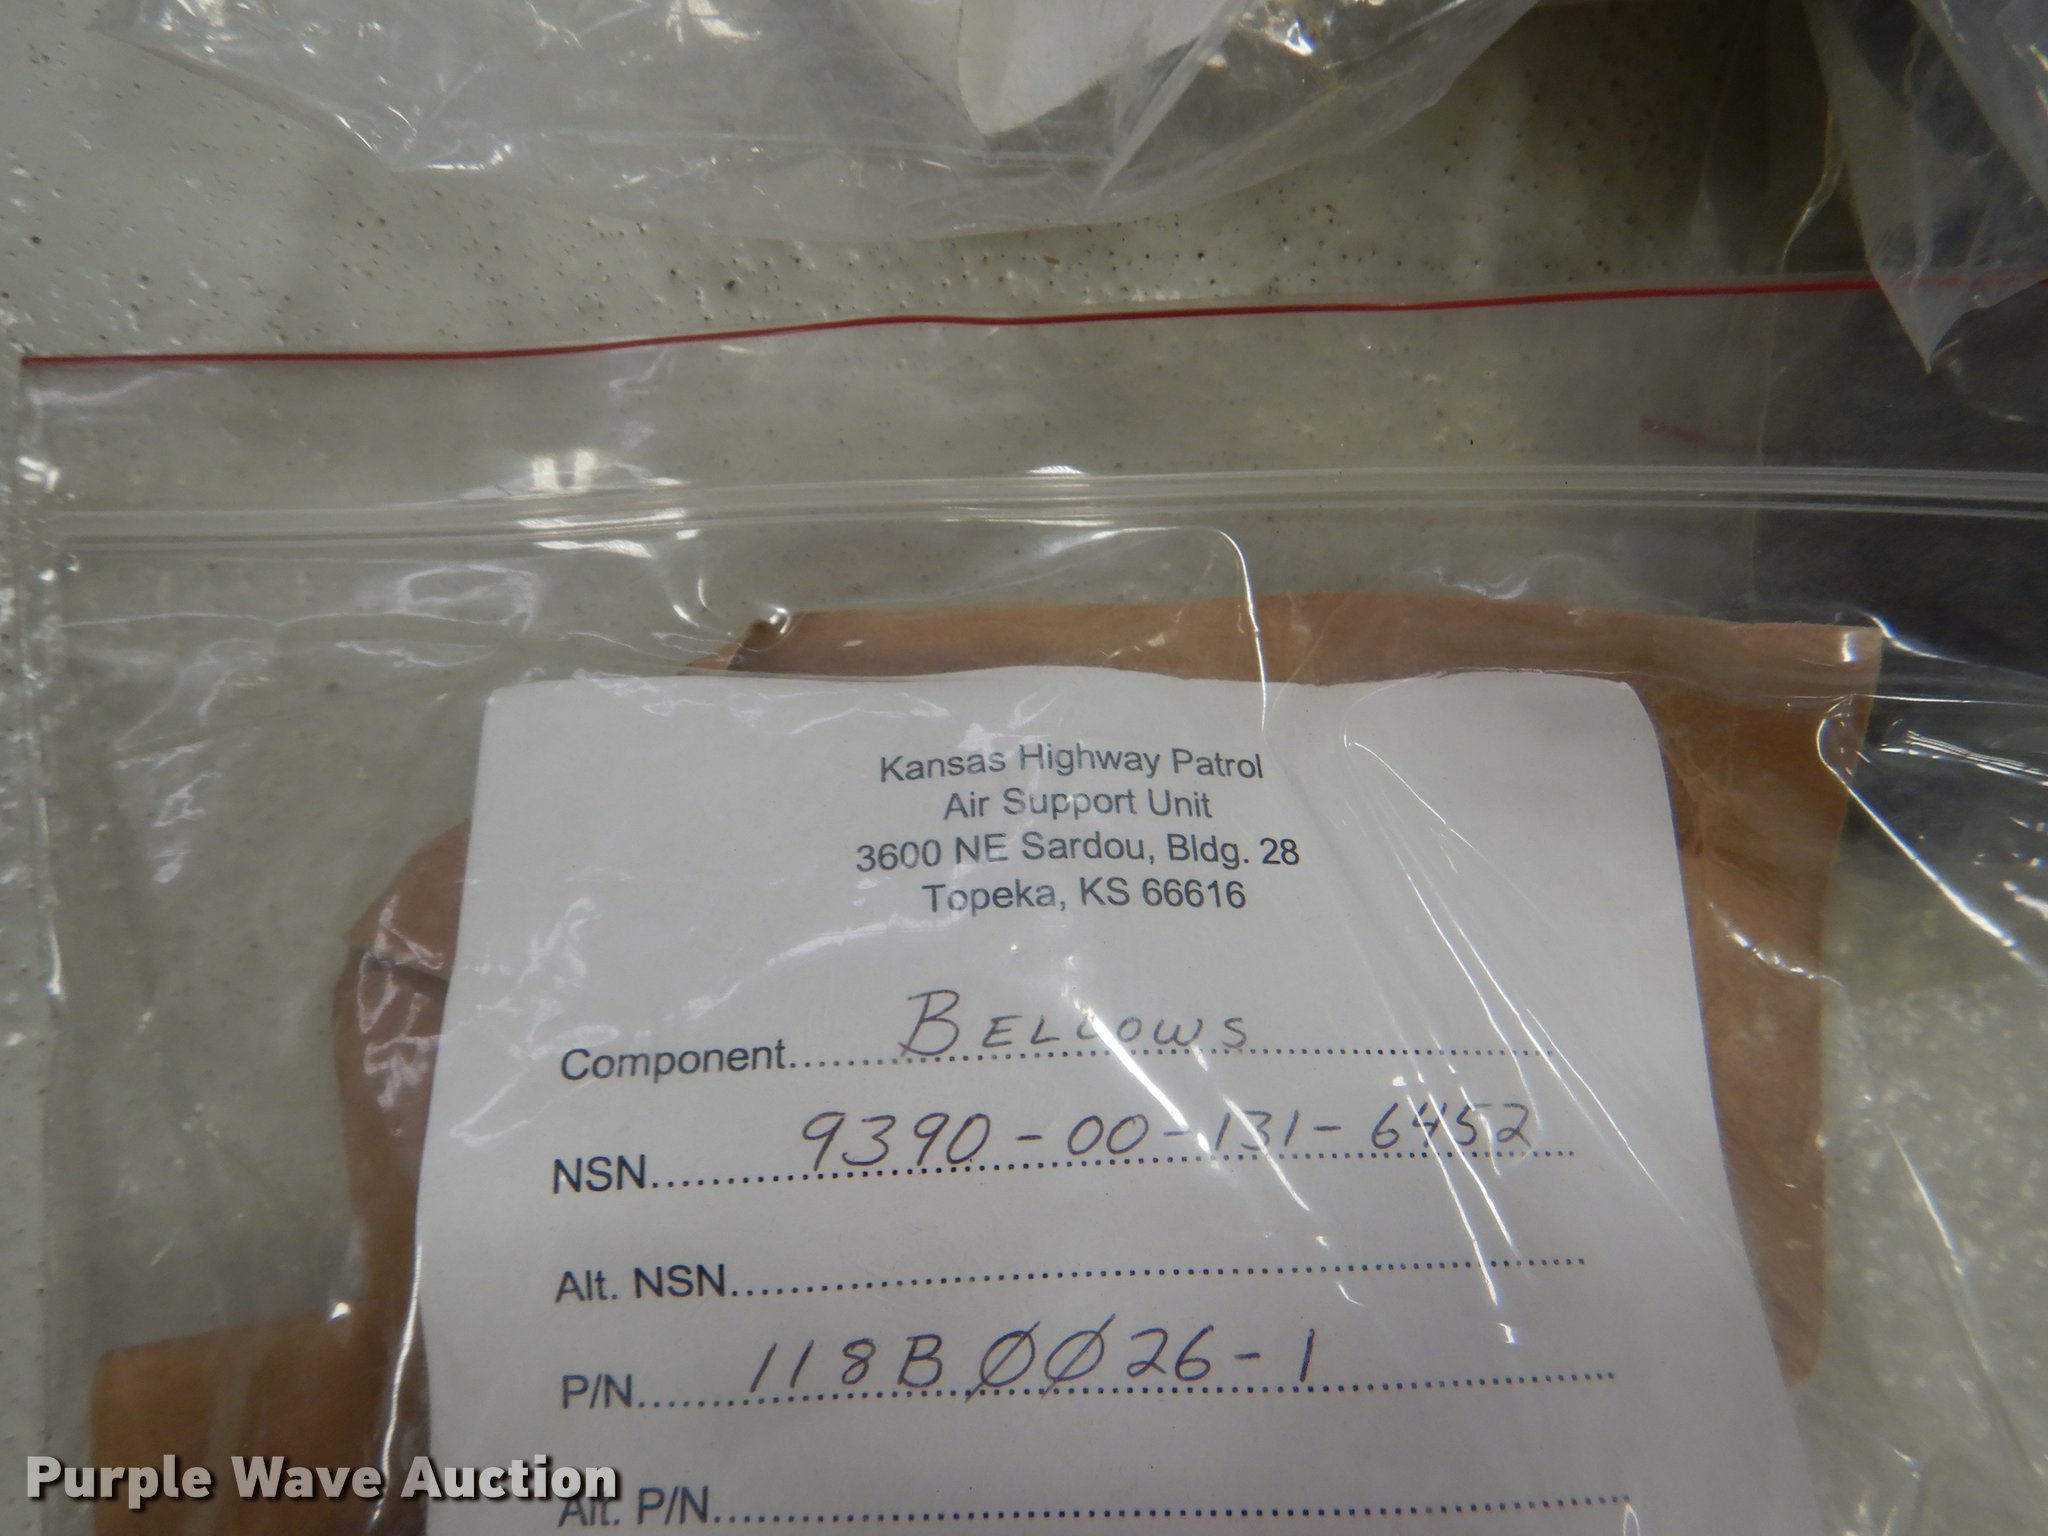 Kansas Highway Patrol
Air Support Unit
3600 NE Sardou, Bldg. 28
Topeka, KS 66616
Component.....BELLOWS.....
NSN.....9390-00-131-6452.....
Alt. NSN.....
P/N.....118BØØ26-1.....
Alt. P/N.....
Purple Wave Auction